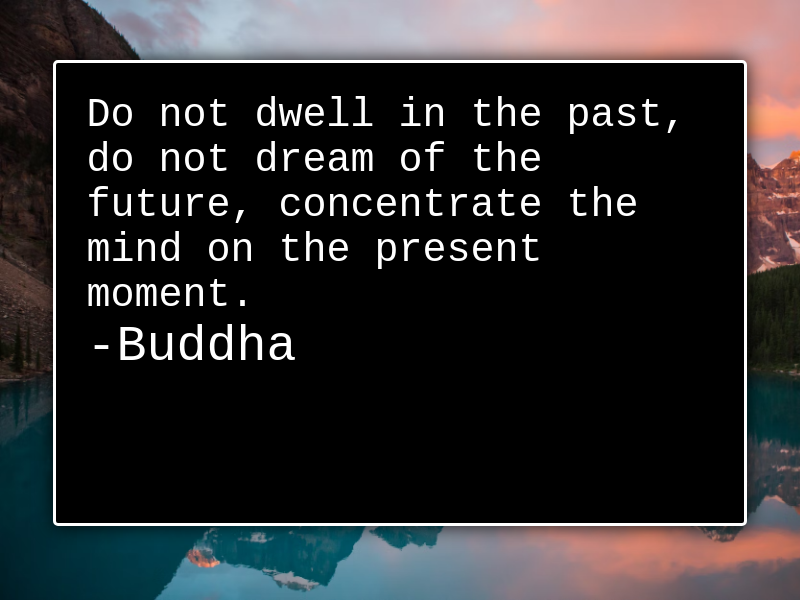 Do not dwell in the past,
do not dream of the
future, concentrate the
mind on the present
moment.
-Buddha